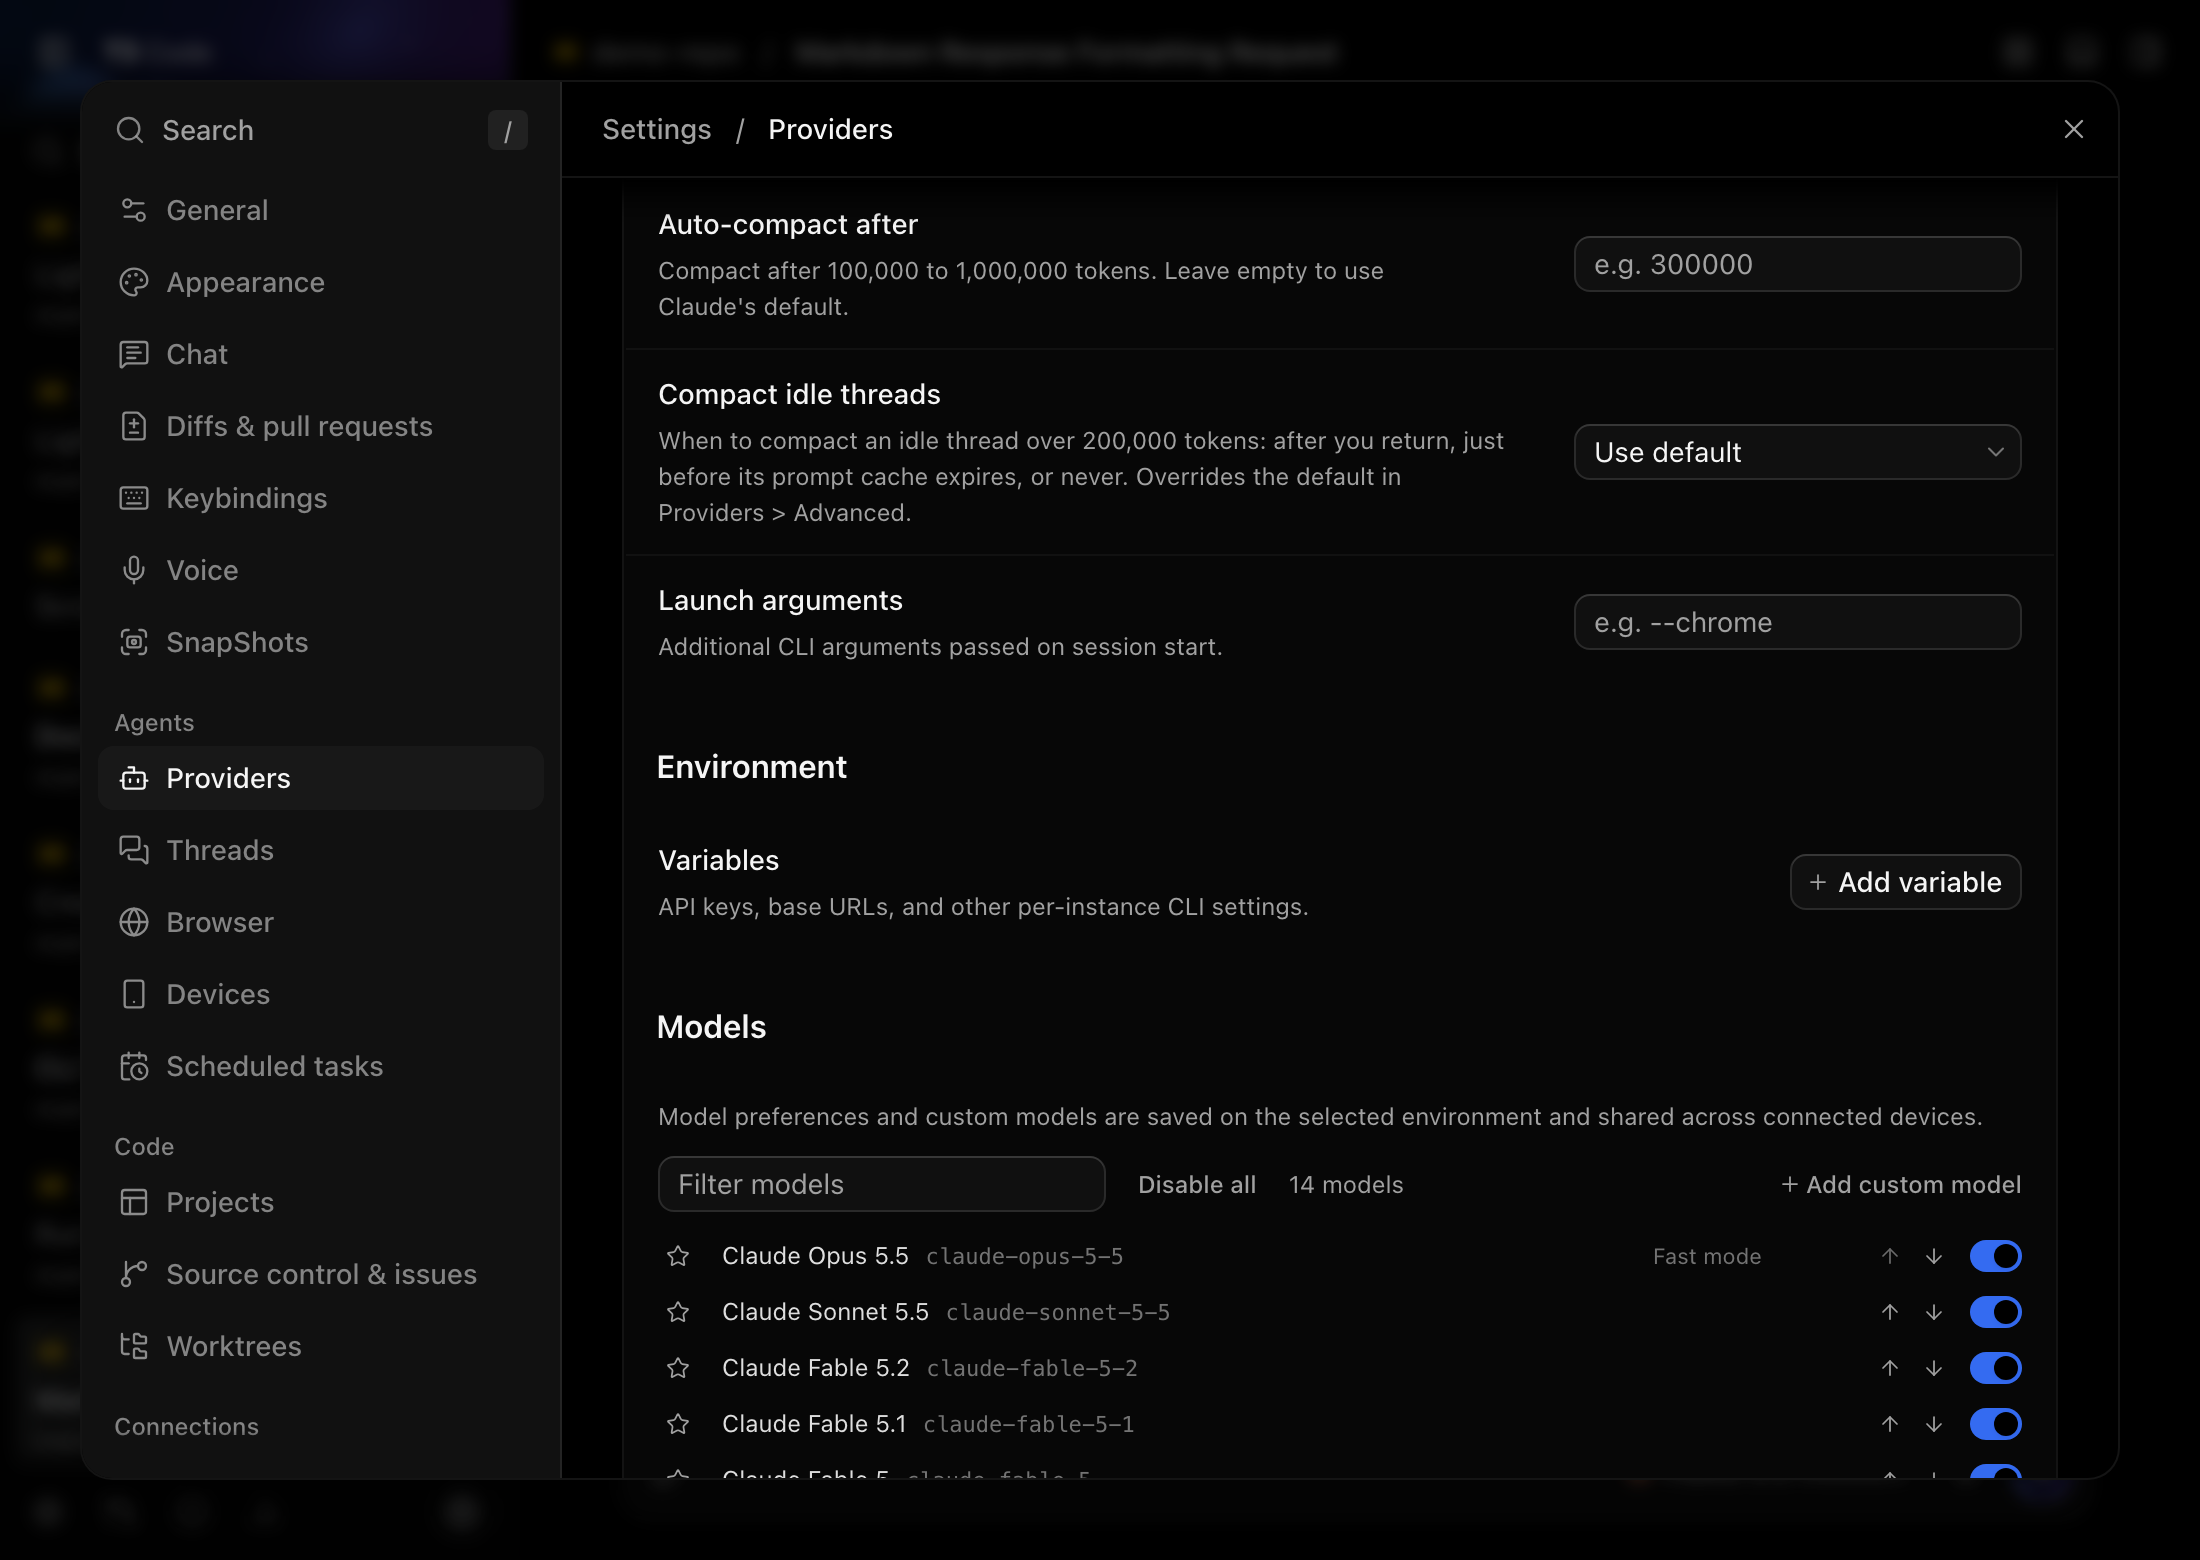 Search
/
General
Appearance
Chat
Diffs & pull requests
Keybindings
Voice
SnapShots
Agents
Providers
Threads
Browser
Devices
Scheduled tasks
Code
Projects
Source control & issues
Worktrees
Connections
Settings / Providers
Auto-compact after
Compact after 100,000 to 1,000,000 tokens. Leave empty to use
Claude's default.
e.g. 300000
Compact idle threads
When to compact an idle thread over 200,000 tokens: after you return, just
before its prompt cache expires, or never. Overrides the default in
Providers > Advanced.
Use default
Launch arguments
Additional CLI arguments passed on session start.
e.g. --chrome
Environment
Variables
API keys, base URLs, and other per-instance CLI settings.
+ Add variable
Models
Model preferences and custom models are saved on the selected environment and shared across connected devices.
Filter models Disable all 14 models + Add custom model
Claude Opus 5.5 claude-opus-5-5 Fast mode
Claude Sonnet 5.5 claude-sonnet-5-5
Claude Fable 5.2 claude-fable-5-2
Claude Fable 5.1 claude-fable-5-1
Claude Fable 5 claude-fable-5